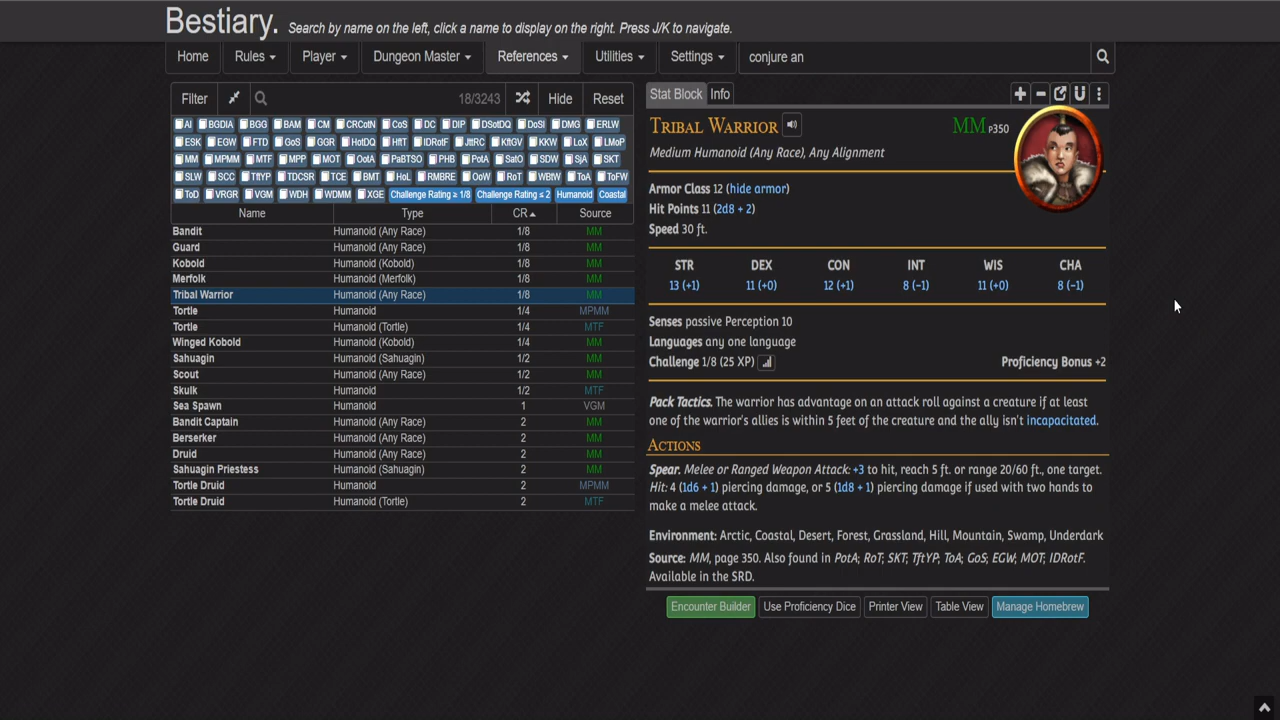 Bestiary. Search by name on the left, click a name to display on the right. Press J/K to navigate.
Home Rules Player Dungeon Master References Utilities Settings conjure an
Filter 18/3243 Hide Reset
AI BGDIA BGG BAM CM CRCotN CoS DC DIP DSotDQ DoSI DMG ERLW
ESK EGW FTD GoS GGR HotDQ HftT IDRotF JttRC KftGV KKW LoX LMoP
MM MPMM MTF MPP MOT OotA PaBTSO PHB PotA SatO SDW SjA SKT
SLW SCC TftYP TDCSR TCE BMT HoL RMBRE OoW RoT WBtW ToA ToFW
ToD VRGR VGM WDH WDMM XGE Challenge Rating ≥ 1/8 Challenge Rating ≤ 2 Humanoid Coastal
Name Type CR Source
Bandit Humanoid (Any Race) 1/8 MM
Guard Humanoid (Any Race) 1/8 MM
Kobold Humanoid (Kobold) 1/8 MM
Merfolk Humanoid (Merfolk) 1/8 MM
Tribal Warrior Humanoid (Any Race) 1/8 MM
Tortle Humanoid 1/4 MPMM
Tortle Humanoid (Tortle) 1/4 MTF
Winged Kobold Humanoid (Kobold) 1/4 MM
Sahuagin Humanoid (Sahuagin) 1/2 MM
Scout Humanoid (Any Race) 1/2 MM
Skulk Humanoid 1/2 MTF
Sea Spawn Humanoid 1 VGM
Bandit Captain Humanoid (Any Race) 2 MM
Berserker Humanoid (Any Race) 2 MM
Druid Humanoid (Any Race) 2 MM
Sahuagin Priestess Humanoid (Sahuagin) 2 MM
Tortle Druid Humanoid 2 MPMM
Tortle Druid Humanoid (Tortle) 2 MTF
Stat Block Info
Tribal Warrior MM p350
Medium Humanoid (Any Race), Any Alignment
Armor Class 12 (hide armor)
Hit Points 11 (2d8 + 2)
Speed 30 ft.
STR DEX CON INT WIS CHA
13 (+1) 11 (+0) 12 (+1) 8 (−1) 11 (+0) 8 (−1)
Senses passive Perception 10
Languages any one language
Challenge 1/8 (25 XP) Proficiency Bonus +2
Pack Tactics. The warrior has advantage on an attack roll against a creature if at least
one of the warrior's allies is within 5 feet of the creature and the ally isn't incapacitated.
Actions
Spear. Melee or Ranged Weapon Attack: +3 to hit, reach 5 ft. or range 20/60 ft., one target.
Hit: 4 (1d6 + 1) piercing damage, or 5 (1d8 + 1) piercing damage if used with two hands to
make a melee attack.
Environment: Arctic, Coastal, Desert, Forest, Grassland, Hill, Mountain, Swamp, Underdark
Source: MM, page 350. Also found in PotA; RoT; SKT; TftYP; ToA; GoS; EGW; MOT; IDRotF.
Available in the SRD.
Encounter Builder Use Proficiency Dice Printer View Table View Manage Homebrew